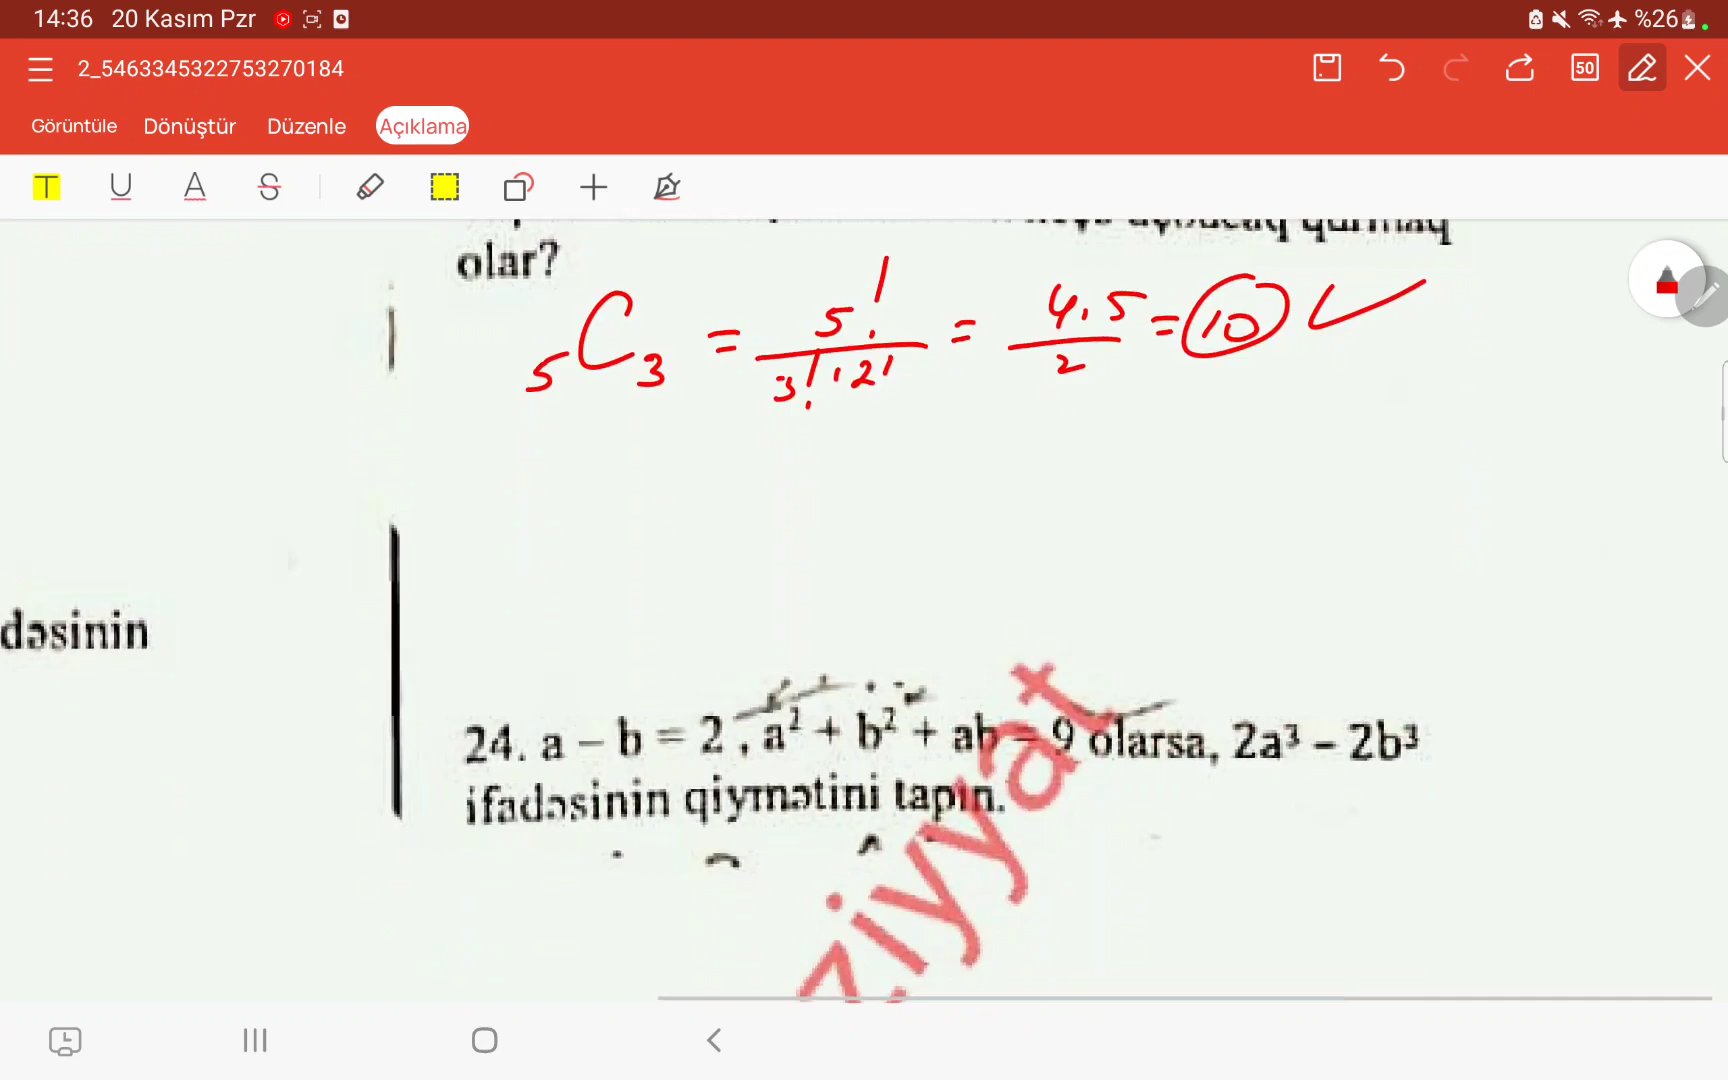 14:36 20 Kasım Pzr %26
2_5463345322753270184 50
Görüntüle Dönüştür Düzenle Açıklama
T U A S
olar?
5C3 = 5! / 3!·2! = 4.5 / 2 = 10
dəsinin
24. a – b = 2 , a² + b² + ab = 9 olarsa, 2a³ – 2b³
ifadəsinin qiymətini tapın.